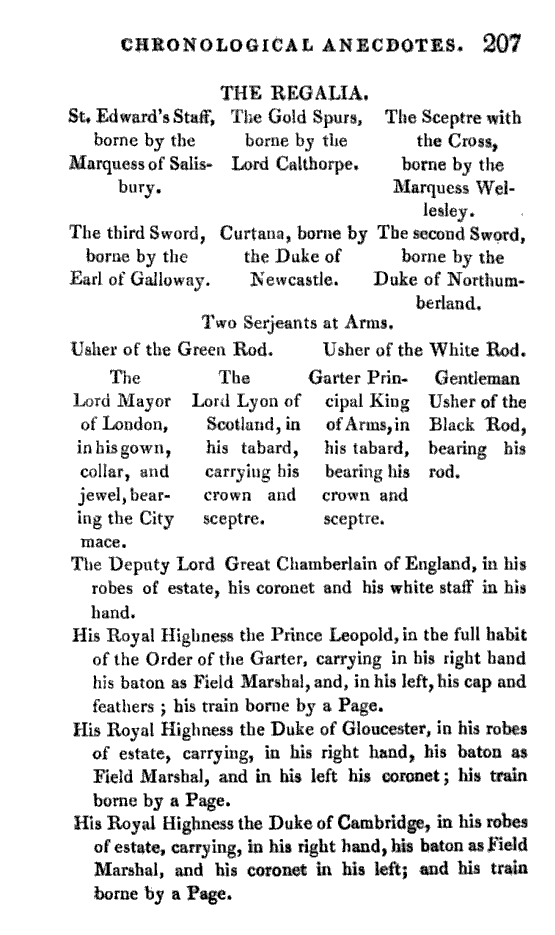 CHRONOLOGICAL ANECDOTES. 207
THE REGALIA.
St. Edward's Staff,
borne by the
Marquess of Salis-
bury.
The Gold Spurs,
borne by the
Lord Calthorpe.
The Sceptre with
the Cross,
borne by the
Marquess Wel-
lesley.
The third Sword,
borne by the
Earl of Galloway.
Curtana, borne by
the Duke of
Newcastle.
The second Sword,
borne by the
Duke of Northum-
berland.
Two Serjeants at Arms.
Usher of the Green Rod. Usher of the White Rod.
The
Lord Mayor
of London,
in his gown,
collar, and
jewel, bear-
ing the City
mace.
The
Lord Lyon of
Scotland, in
his tabard,
carrying his
crown and
sceptre.
Garter Prin-
cipal King
of Arms, in
his tabard,
bearing his
crown and
sceptre.
Gentleman
Usher of the
Black Rod,
bearing his
rod.
The Deputy Lord Great Chamberlain of England, in his
robes of estate, his coronet and his white staff in his
hand.
His Royal Highness the Prince Leopold, in the full habit
of the Order of the Garter, carrying in his right hand
his baton as Field Marshal, and, in his left, his cap and
feathers ; his train borne by a Page.
His Royal Highness the Duke of Gloucester, in his robes
of estate, carrying, in his right hand, his baton as
Field Marshal, and in his left his coronet ; his train
borne by a Page.
His Royal Highness the Duke of Cambridge, in his robes
of estate, carrying, in his right hand, his baton as Field
Marshal, and his coronet in his left; and his train
borne by a Page.